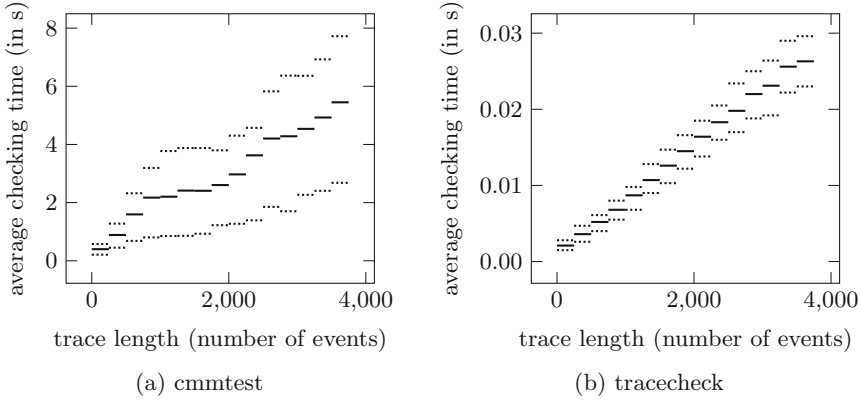 average checking time (in s)
8
6
4
2
0
0
2,000
4,000
trace length (number of events)
(a) cmmtest
average checking time (in s)
0.03
0.02
0.01
0.00
0
2,000
4,000
trace length (number of events)
(b) tracecheck